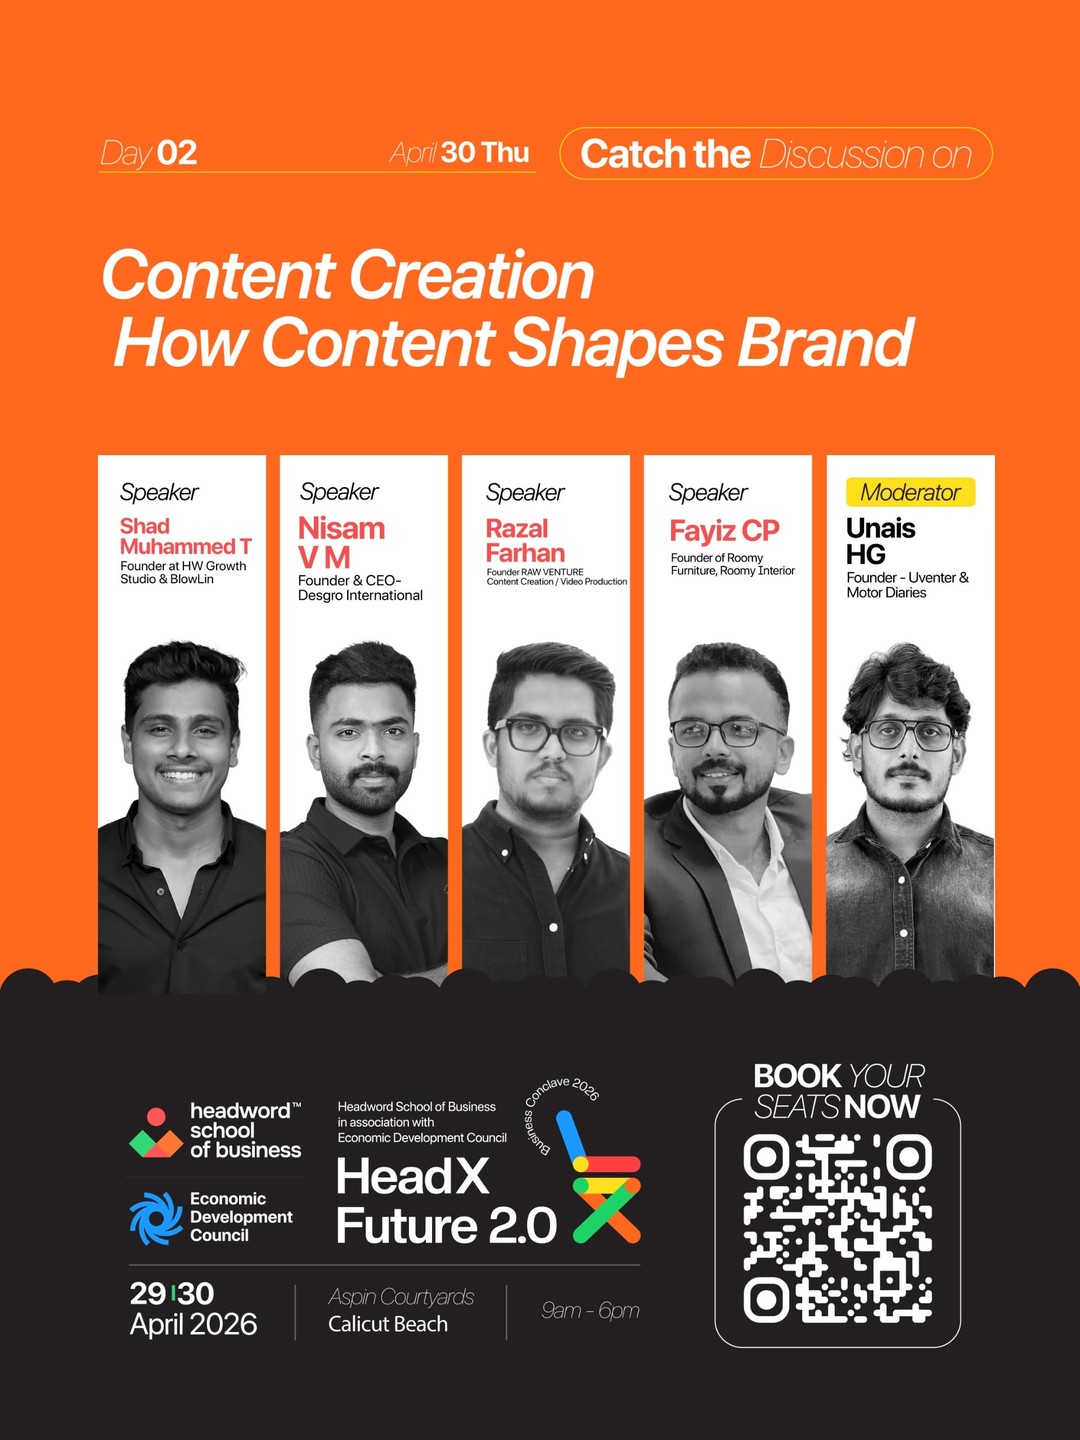 Day 02
April 30 Thu
Catch the Discussion on
Content Creation
How Content Shapes Brand
Speaker
Shad
Muhammed T
Founder at HW Growth
Studio & BlowLin
Speaker
Nisam
V M
Founder & CEO-
Desgro International
Speaker
Razal
Farhan
Founder RAW VENTURE
Content Creation / Video Production
Speaker
Fayiz CP
Founder of Roomy
Furniture, Roomy Interior
Moderator
Unais
HG
Founder - Uventer &
Motor Diaries
headword™
school
of business
Economic
Development
Council
Headword School of Business
in association with
Economic Development Council
Business Conclave 2026
HeadX
Future 2.0
29 30
April 2026
Aspin Courtyards
Calicut Beach
9am - 6pm
BOOK YOUR
SEATS NOW